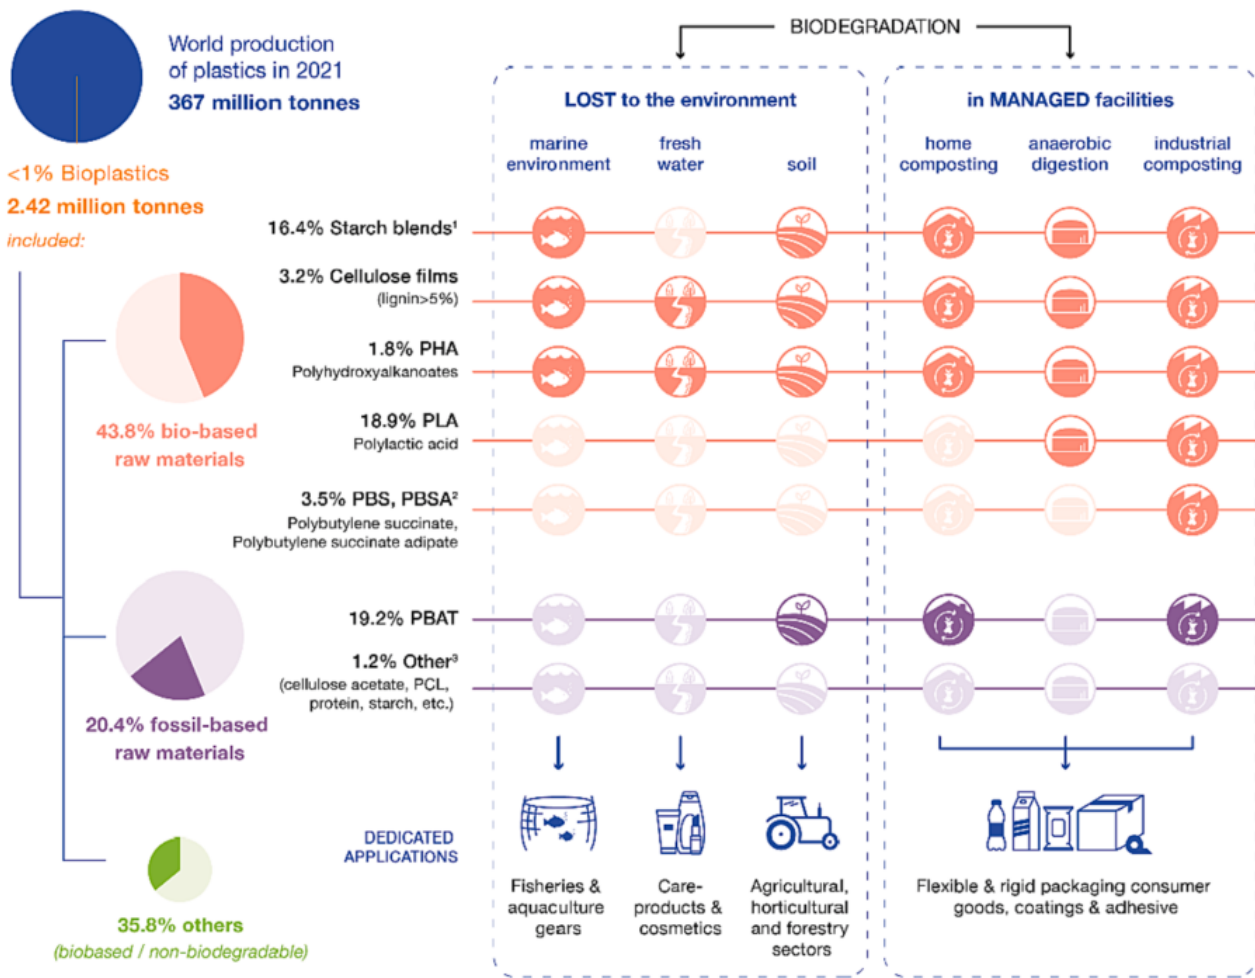 World production
of plastics in 2021
367 million tonnes
<1% Bioplastics
2.42 million tonnes
included:
BIODEGRADATION
LOST to the environment
in MANAGED facilities
marine
environment
fresh
water
soil
home
composting
anaerobic
digestion
industrial
composting
16.4% Starch blends¹
3.2% Cellulose films
(lignin>5%)
1.8% PHA
Polyhydroxyalkanoates
18.9% PLA
Polylactic acid
3.5% PBS, PBSA²
Polybutylene succinate,
Polybutylene succinate adipate
43.8% bio-based
raw materials
19.2% PBAT
1.2% Other³
(cellulose acetate, PCL,
protein, starch, etc.)
20.4% fossil-based
raw materials
35.8% others
(biobased / non-biodegradable)
DEDICATED
APPLICATIONS
Fisheries &
aquaculture
gears
Care-
products &
cosmetics
Agricultural,
horticultural
and forestry
sectors
Flexible & rigid packaging consumer
goods, coatings & adhesive